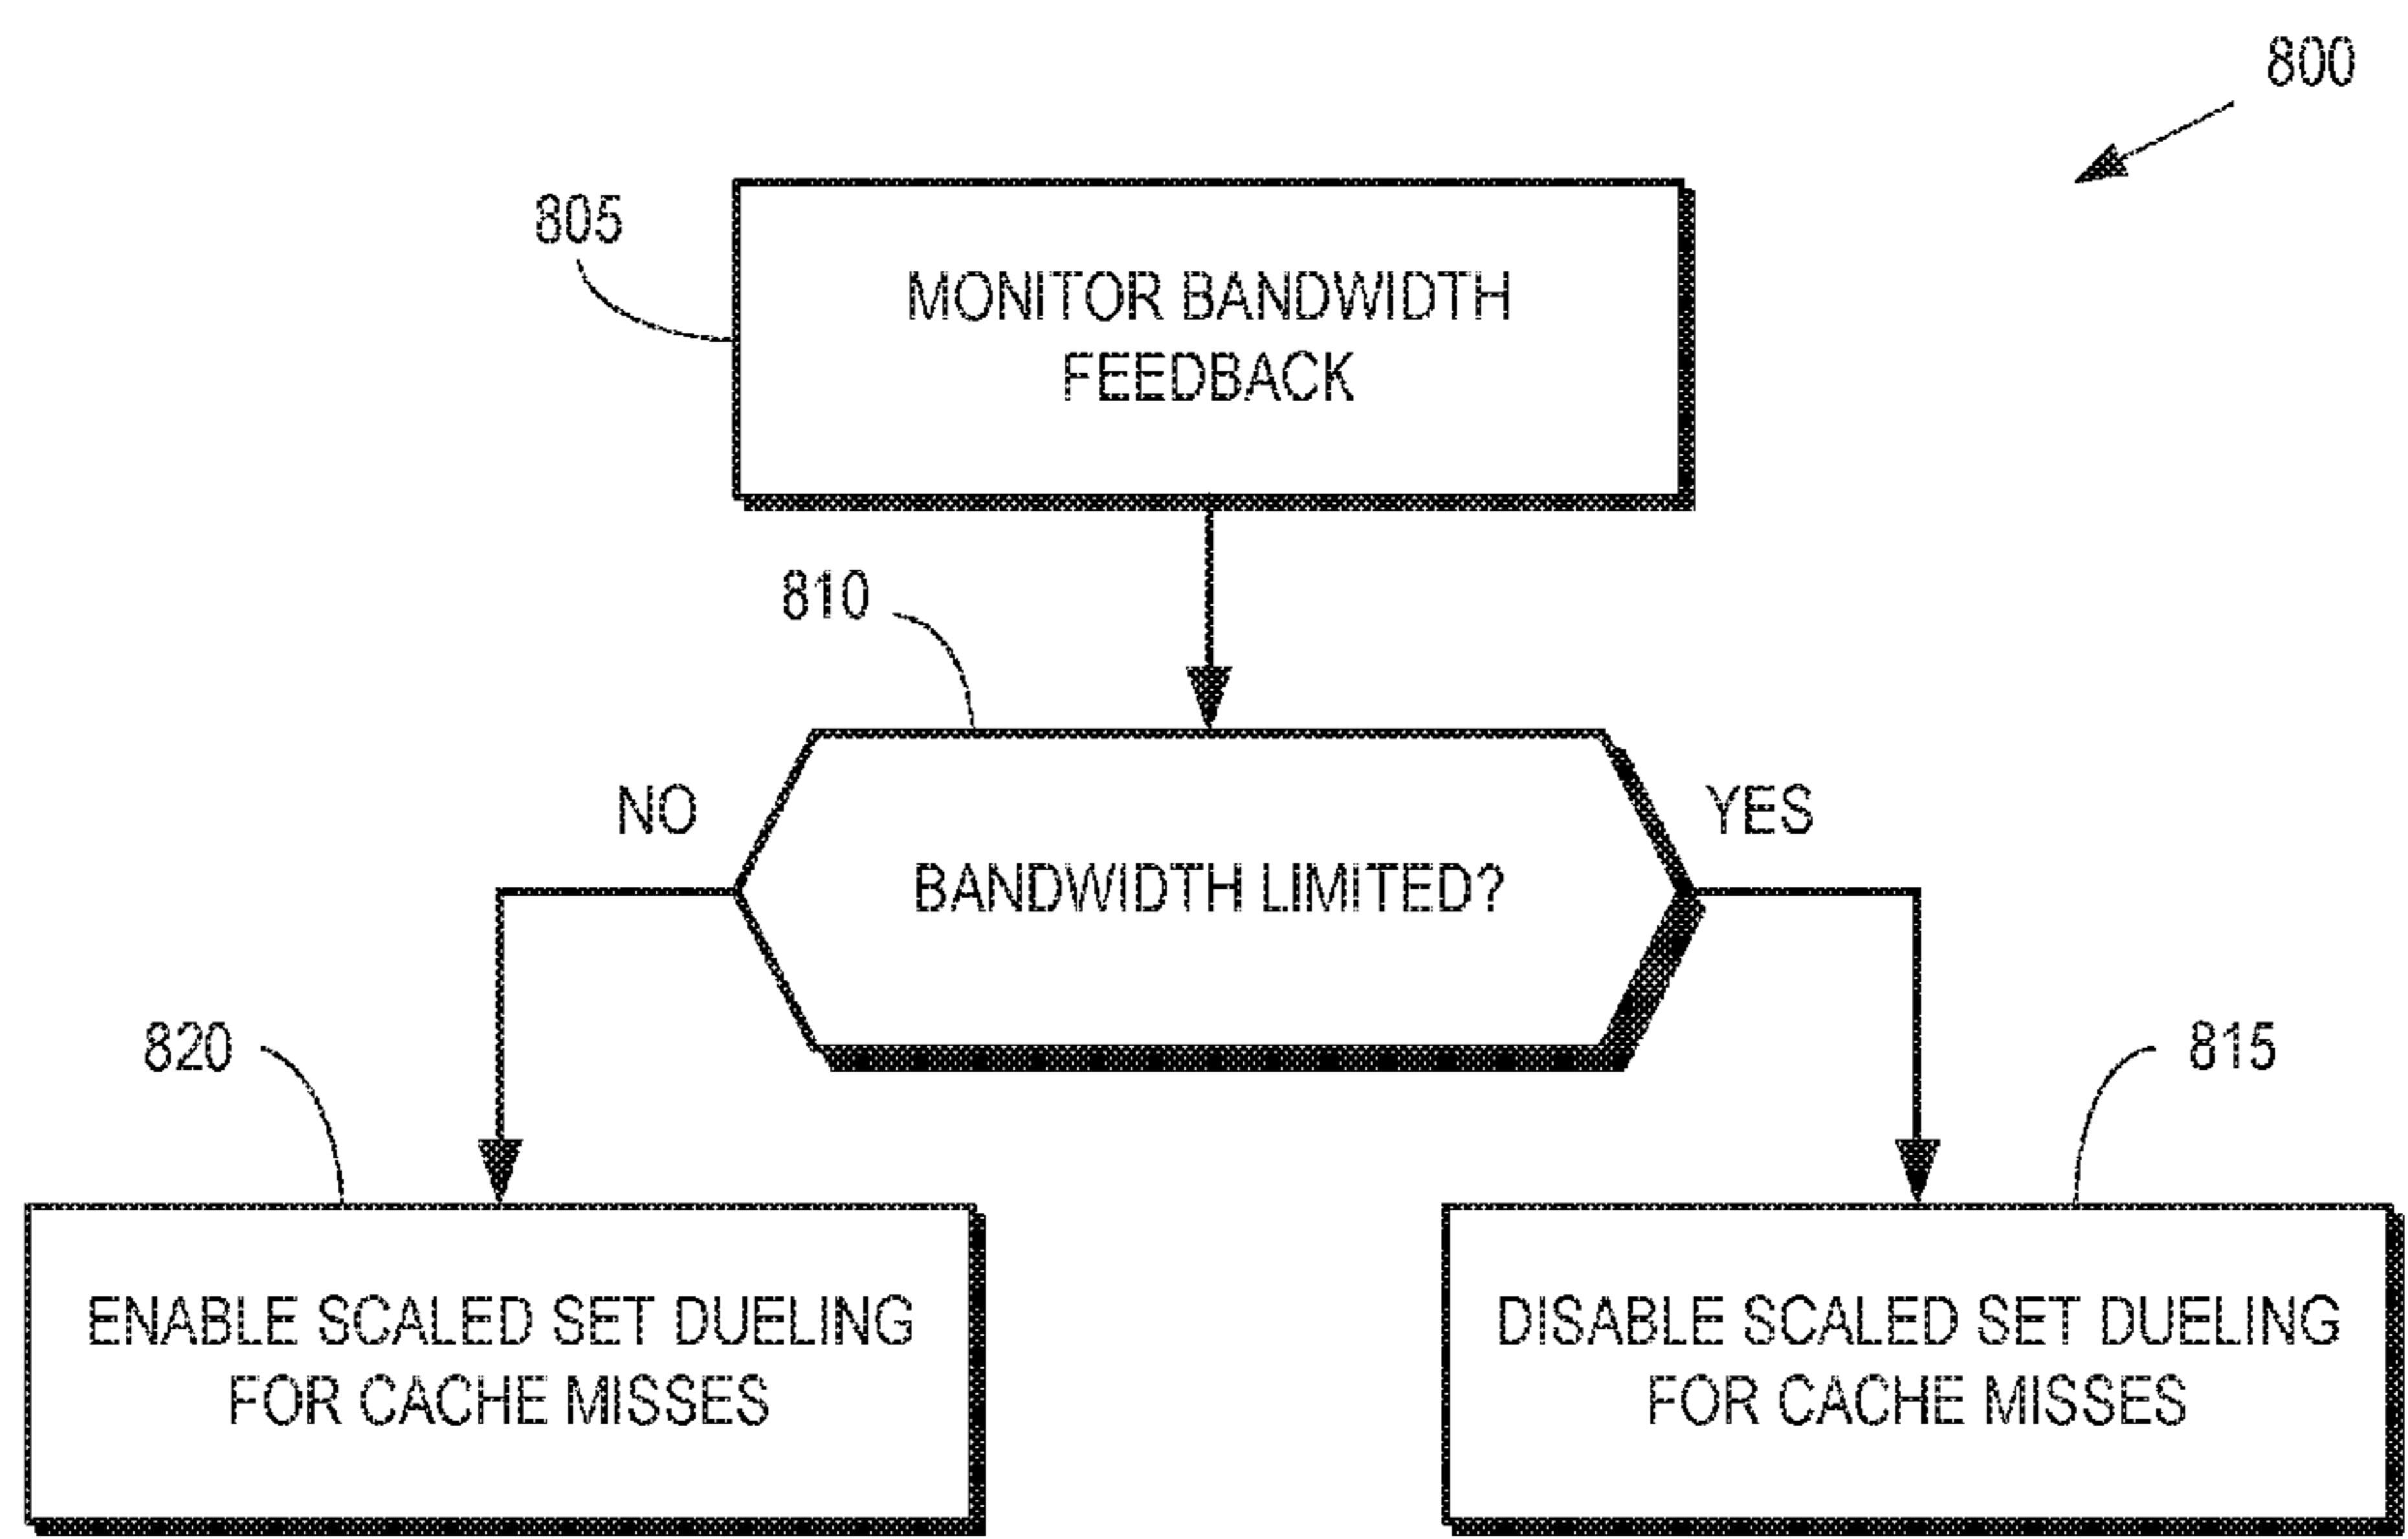 800
805
MONITOR BANDWIDTH
FEEDBACK
810
NO
YES
BANDWIDTH LIMITED?
820
815
ENABLE SCALED SET DUELING
FOR CACHE MISSES
DISABLE SCALED SET DUELING
FOR CACHE MISSES